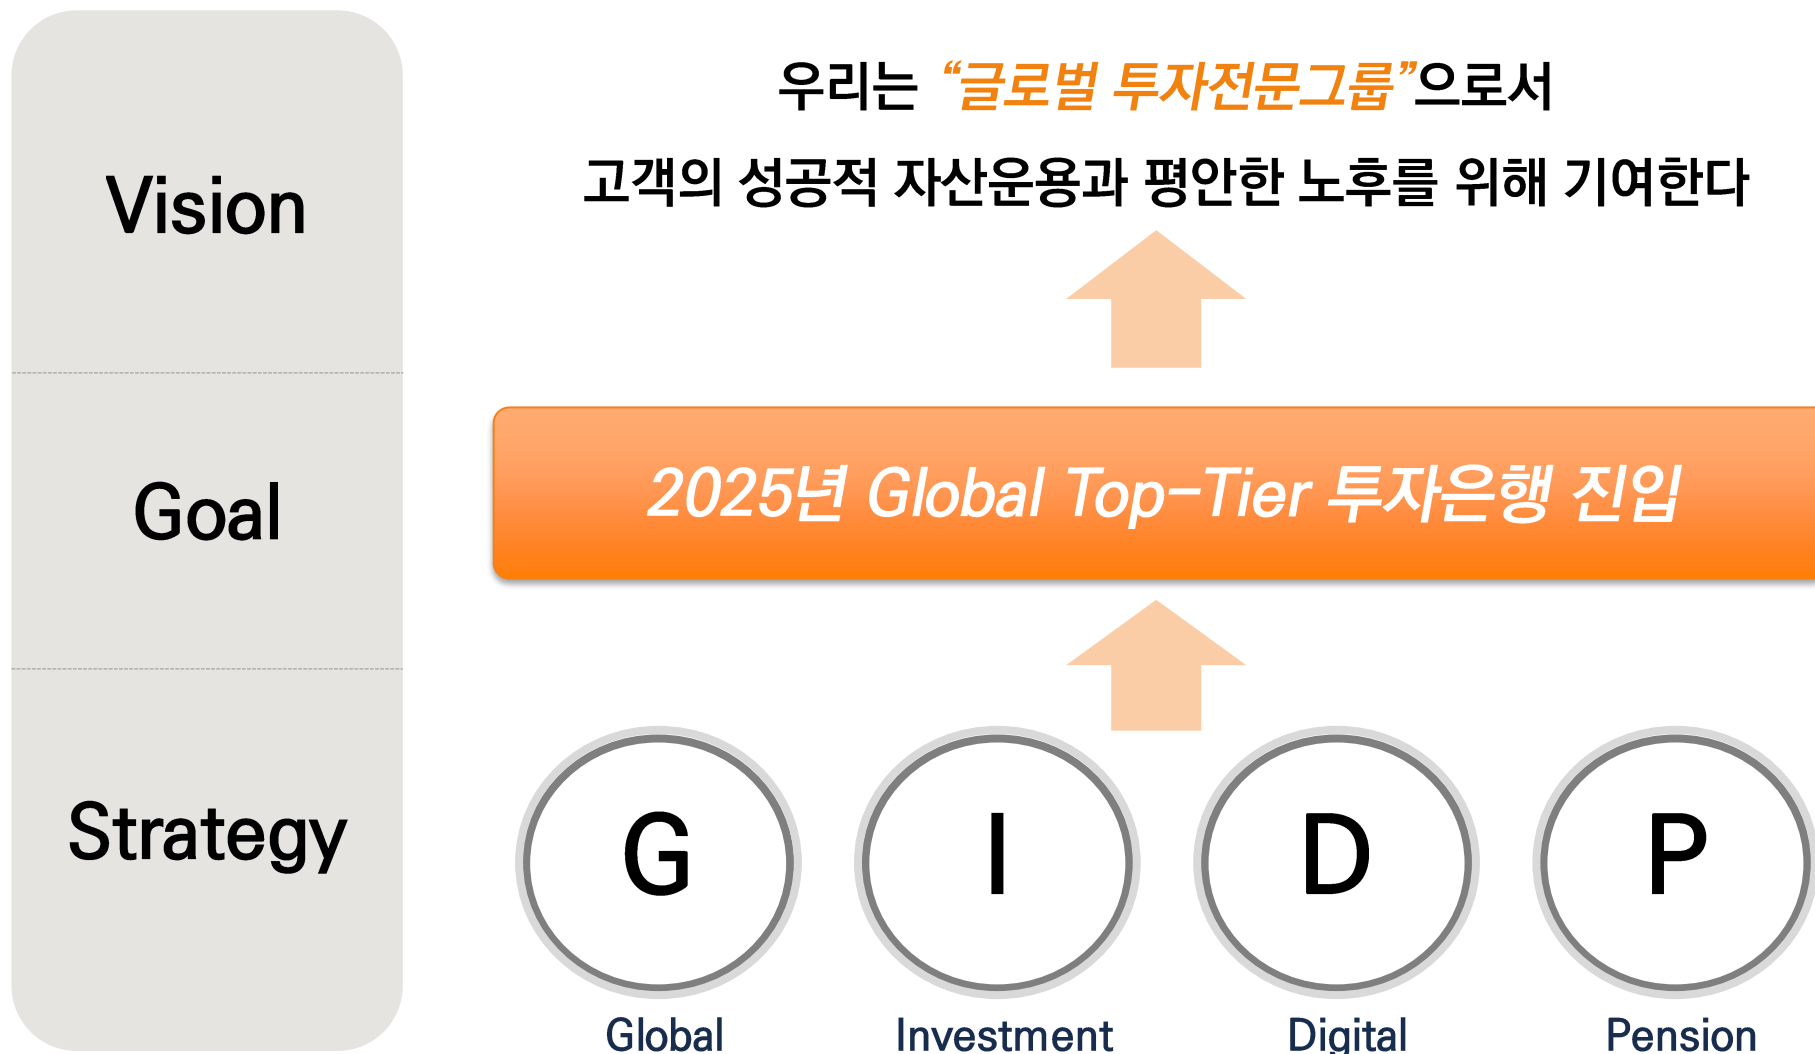 Vision
우리는 “글로벌 투자전문그룹”으로서
고객의 성공적 자산운용과 평안한 노후를 위해 기여한다
Goal
2025년 Global Top-Tier 투자은행 진입
Strategy
G
I
D
P
Global
Investment
Digital
Pension